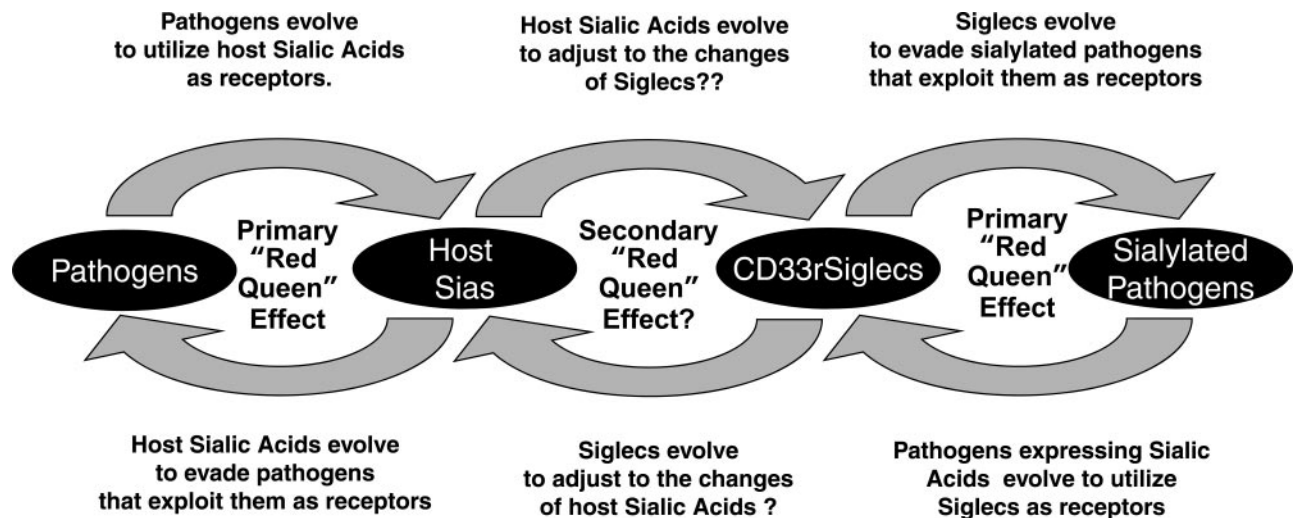 Pathogens evolve
to utilize host Sialic Acids
as receptors.
Host Sialic Acids evolve
to adjust to the changes
of Siglecs??
Siglecs evolve
to evade sialylated pathogens
that exploit them as receptors
Pathogens
Primary
“Red
Queen”
Effect
Host
Sias
Secondary
“Red
Queen”
Effect?
CD33rSiglecs
Primary
“Red
Queen”
Effect
Sialylated
Pathogens
Host Sialic Acids evolve
to evade pathogens
that exploit them as receptors
Siglecs evolve
to adjust to the changes
of host Sialic Acids ?
Pathogens expressing Sialic
Acids evolve to utilize
Siglecs as receptors